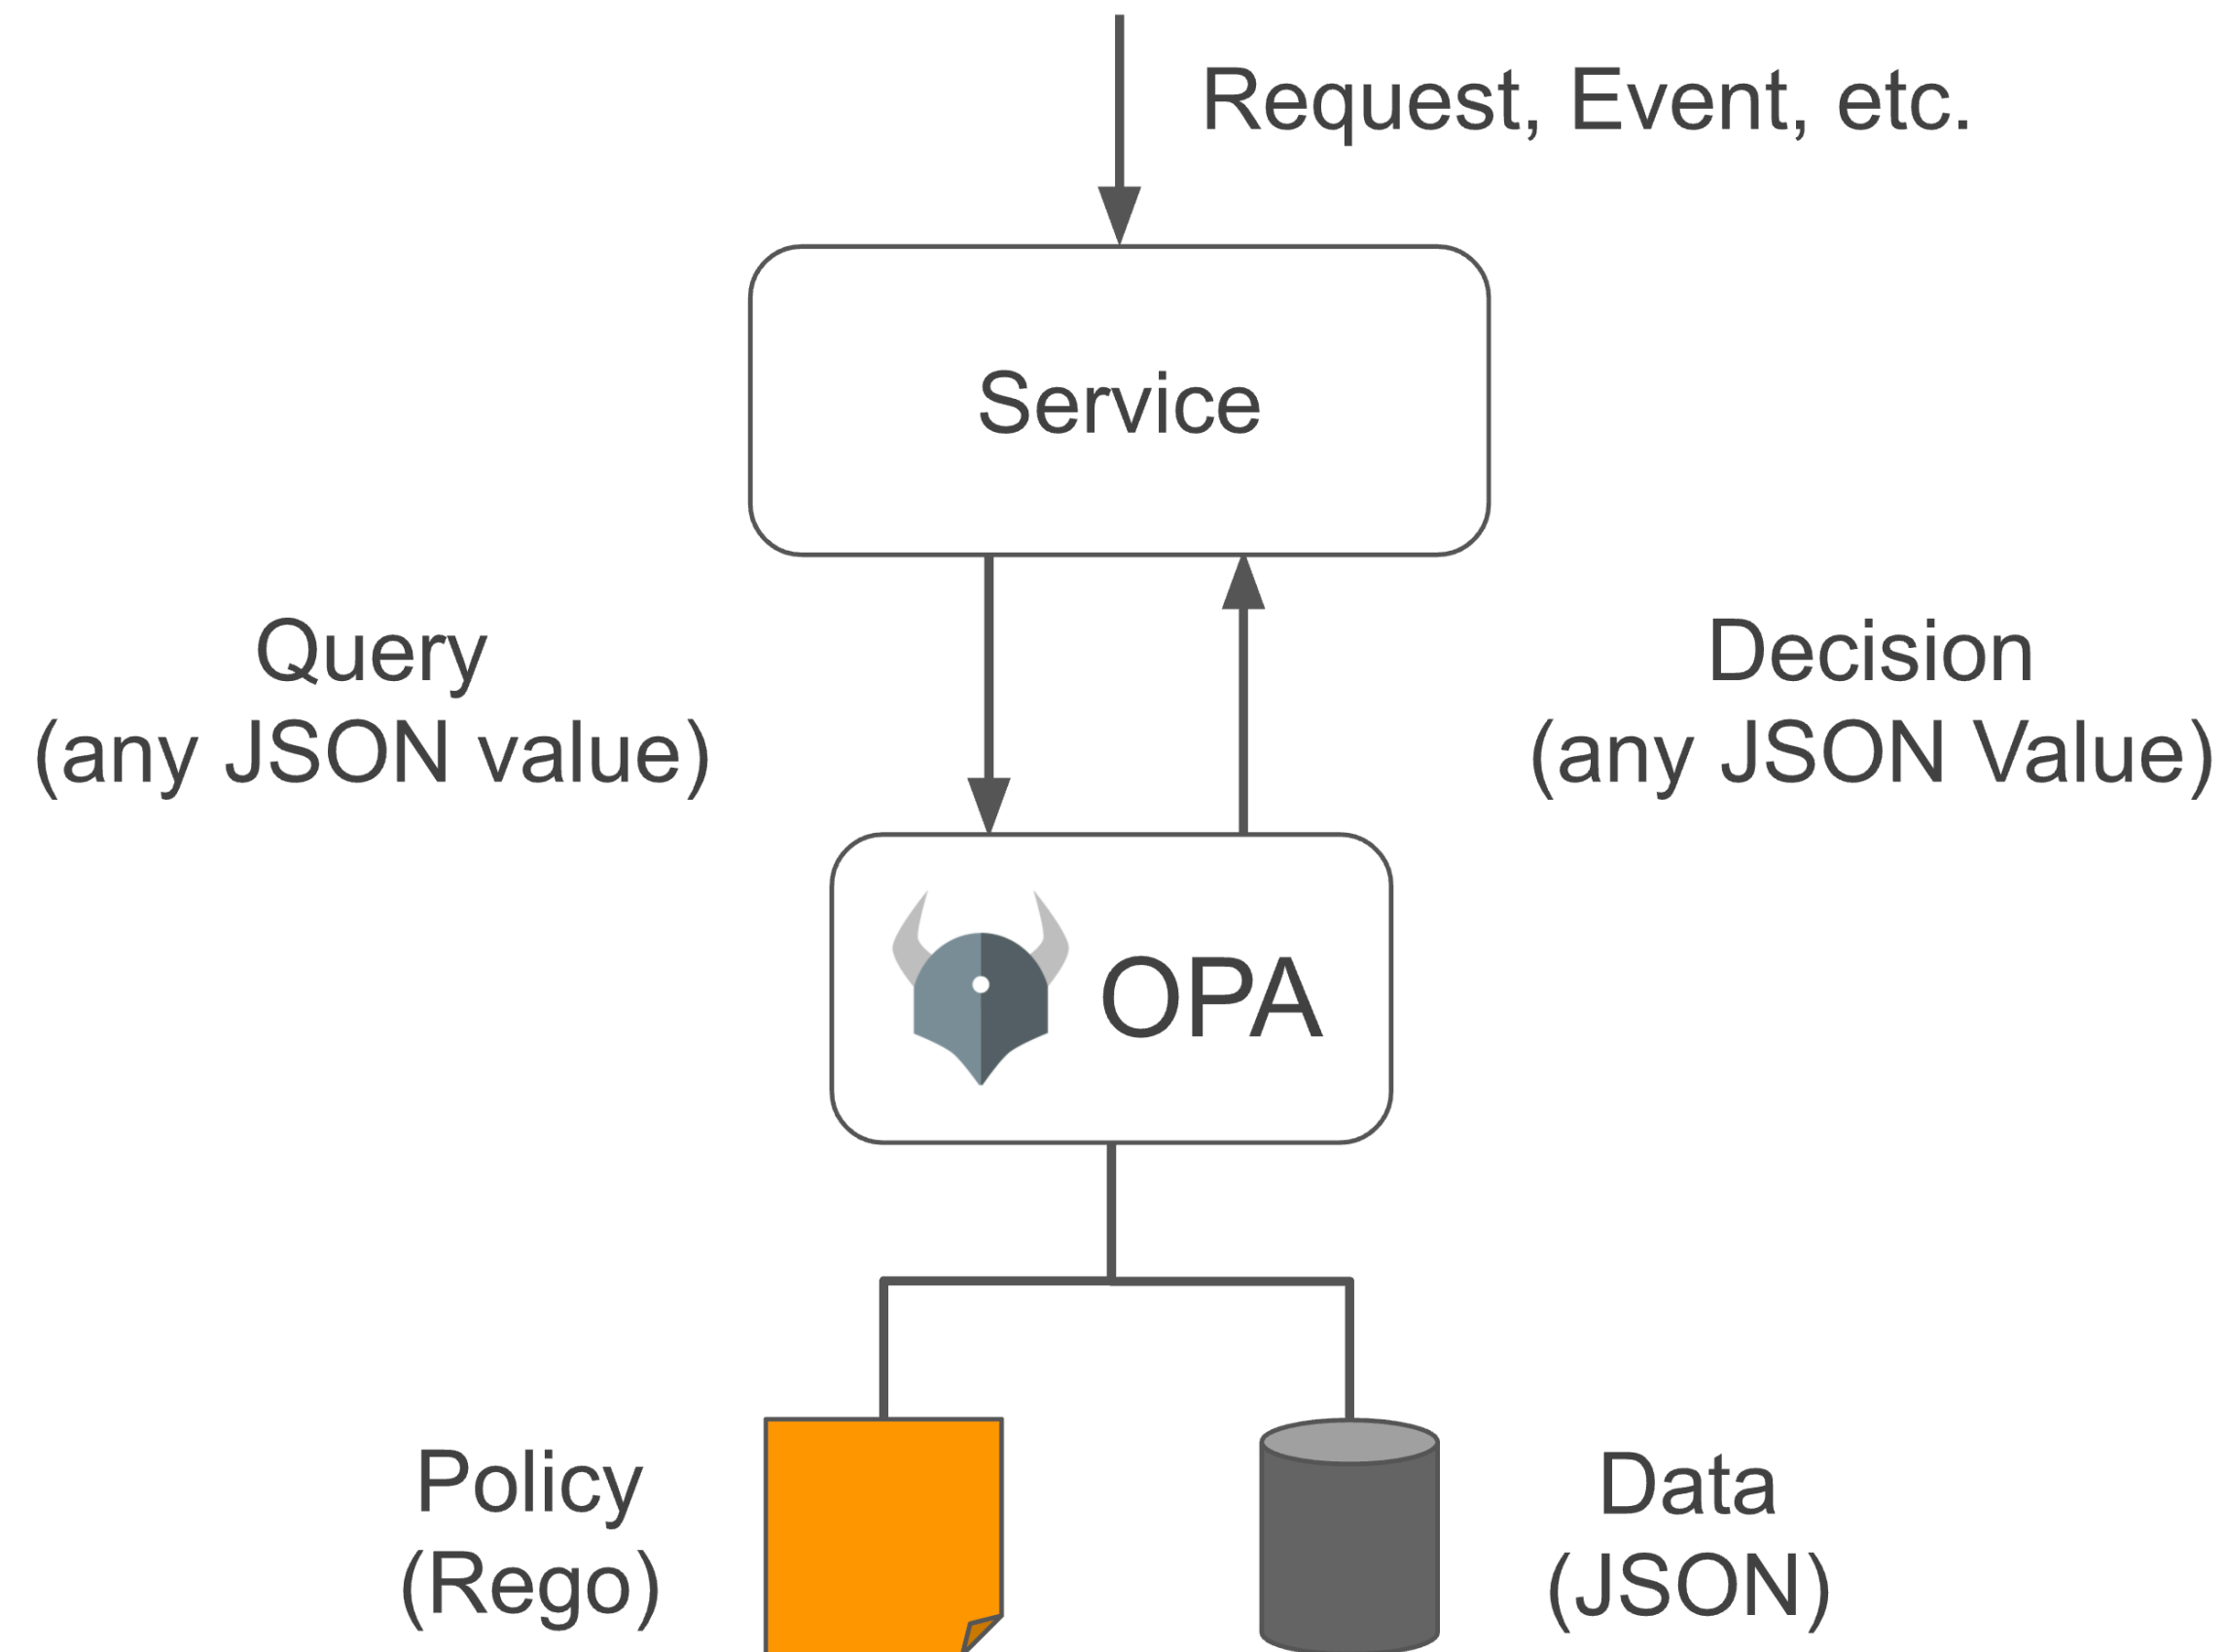 Request, Event, etc.
Service
Query
(any JSON value)
Decision
(any JSON Value)
OPA
Policy
(Rego)
Data
(JSON)